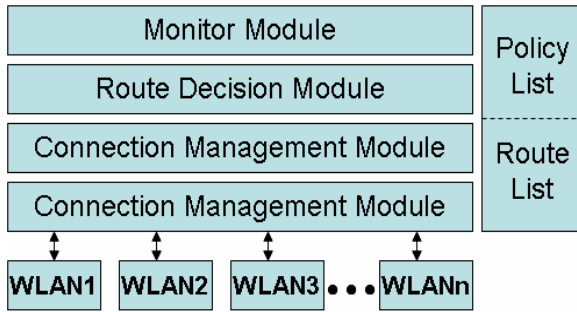 Monitor Module
Route Decision Module
Connection Management Module
Connection Management Module
Policy
List
Route
List
WLAN1
WLAN2
WLAN3
•••
WLANn